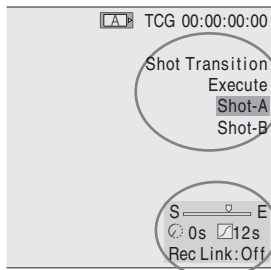 A TCG 00:00:00:00
Shot Transition
Execute
Shot-A
Shot-B
S E
0s 12s
Rec Link:Off